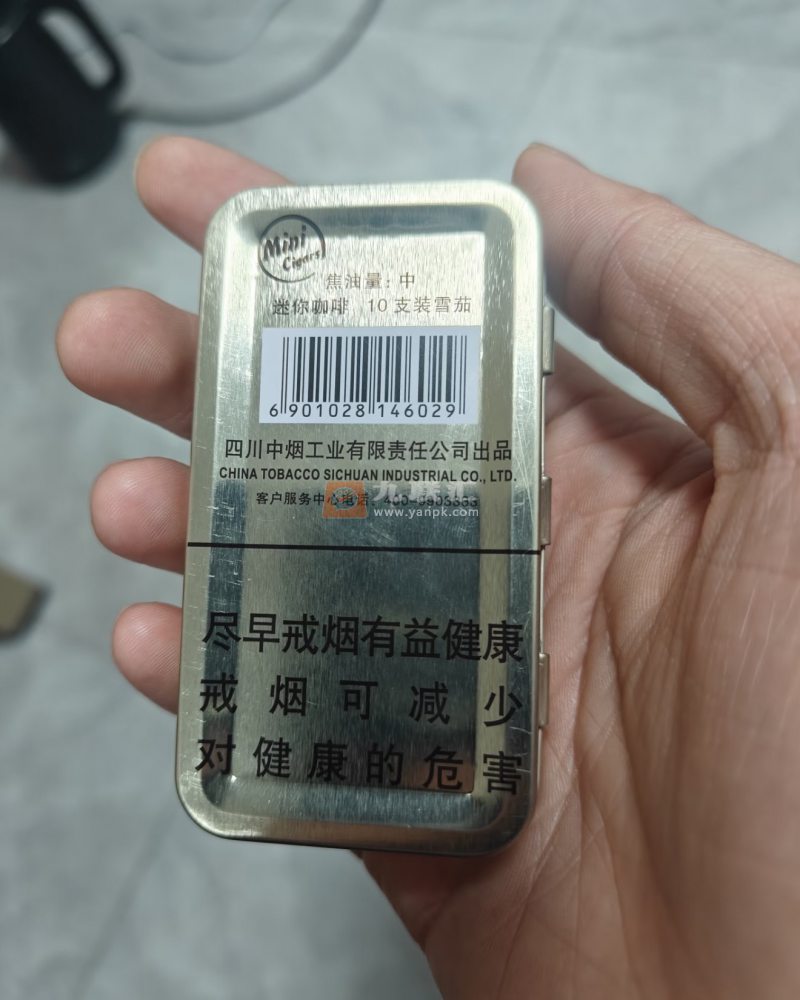 Mini
Cigars
焦油量：中
迷你咖啡 10支装雪茄
6 901028 146029
四川中烟工业有限责任公司出品
CHINA TOBACCO SICHUAN INDUSTRIAL CO., LTD.
客户服务中心电话：400-
www.yanpk.com
尽早戒烟有益健康
戒烟可减少
对健康的危害